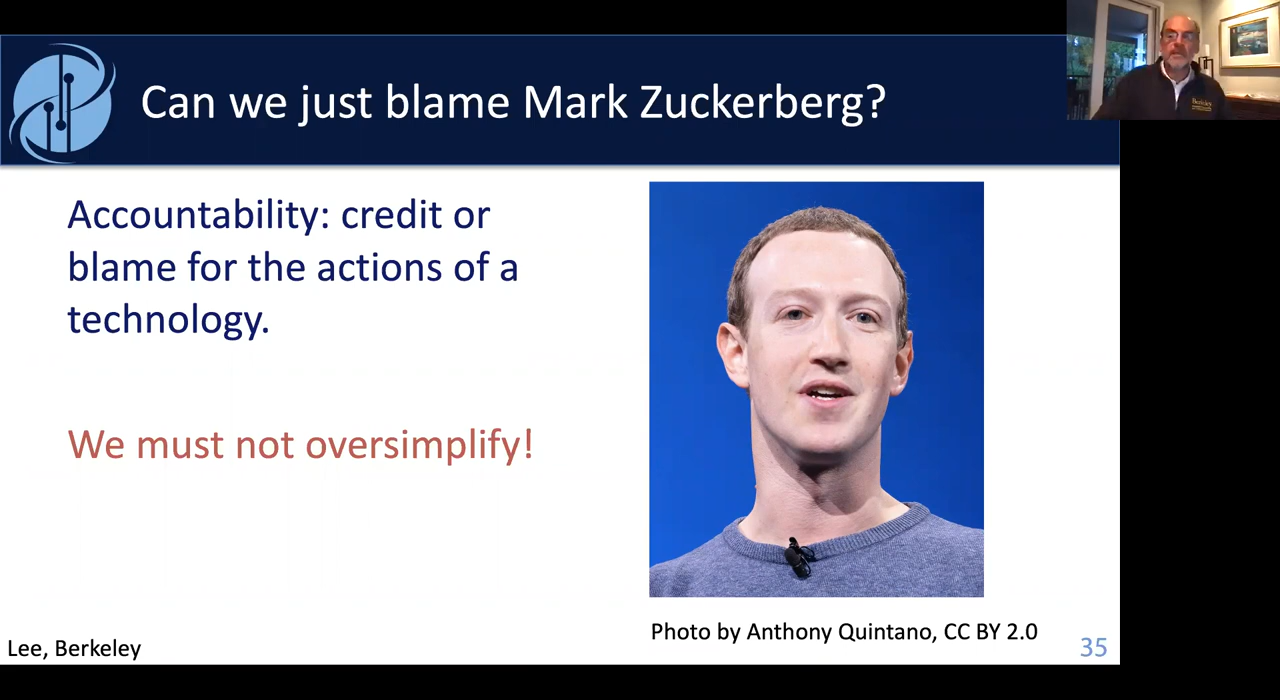 Can we just blame Mark Zuckerberg?
Accountability: credit or
blame for the actions of a
technology.
We must not oversimplify!
Photo by Anthony Quintano, CC BY 2.0
Lee, Berkeley
35
Berkeley